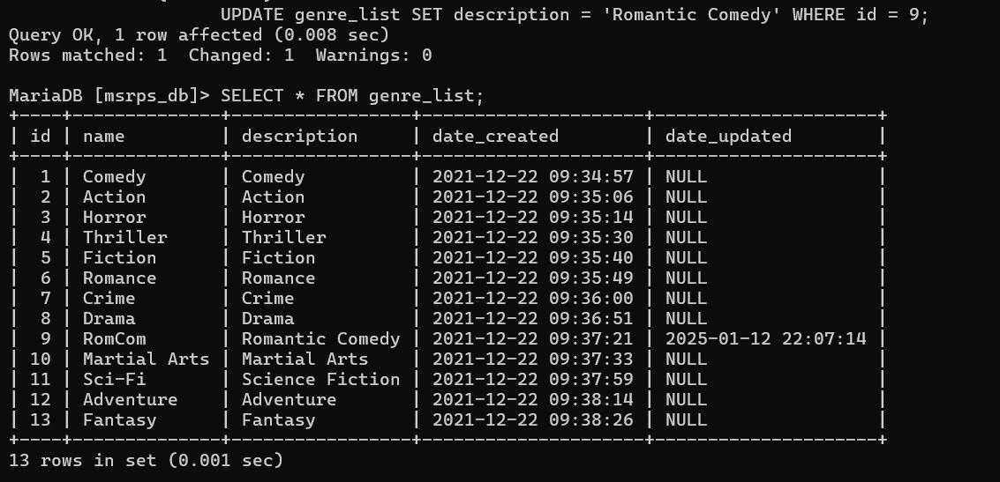 UPDATE genre_list SET description = 'Romantic Comedy' WHERE id = 9;
Query OK, 1 row affected (0.008 sec)
Rows matched: 1  Changed: 1  Warnings: 0
MariaDB [msrps_db]> SELECT * FROM genre_list;
+----+--------------+------------------+---------------------+---------------------+
| id | name         | description      | date_created        | date_updated        |
+----+--------------+------------------+---------------------+---------------------+
|  1 | Comedy       | Comedy           | 2021-12-22 09:34:57 | NULL                |
|  2 | Action       | Action           | 2021-12-22 09:35:06 | NULL                |
|  3 | Horror       | Horror           | 2021-12-22 09:35:14 | NULL                |
|  4 | Thriller     | Thriller         | 2021-12-22 09:35:30 | NULL                |
|  5 | Fiction      | Fiction          | 2021-12-22 09:35:40 | NULL                |
|  6 | Romance      | Romance          | 2021-12-22 09:35:49 | NULL                |
|  7 | Crime        | Crime            | 2021-12-22 09:36:00 | NULL                |
|  8 | Drama        | Drama            | 2021-12-22 09:36:51 | NULL                |
|  9 | RomCom       | Romantic Comedy  | 2021-12-22 09:37:21 | 2025-01-12 22:07:14 |
| 10 | Martial Arts | Martial Arts     | 2021-12-22 09:37:33 | NULL                |
| 11 | Sci-Fi       | Science Fiction  | 2021-12-22 09:37:59 | NULL                |
| 12 | Adventure    | Adventure        | 2021-12-22 09:38:14 | NULL                |
| 13 | Fantasy      | Fantasy          | 2021-12-22 09:38:26 | NULL                |
+----+--------------+------------------+---------------------+---------------------+
13 rows in set (0.001 sec)